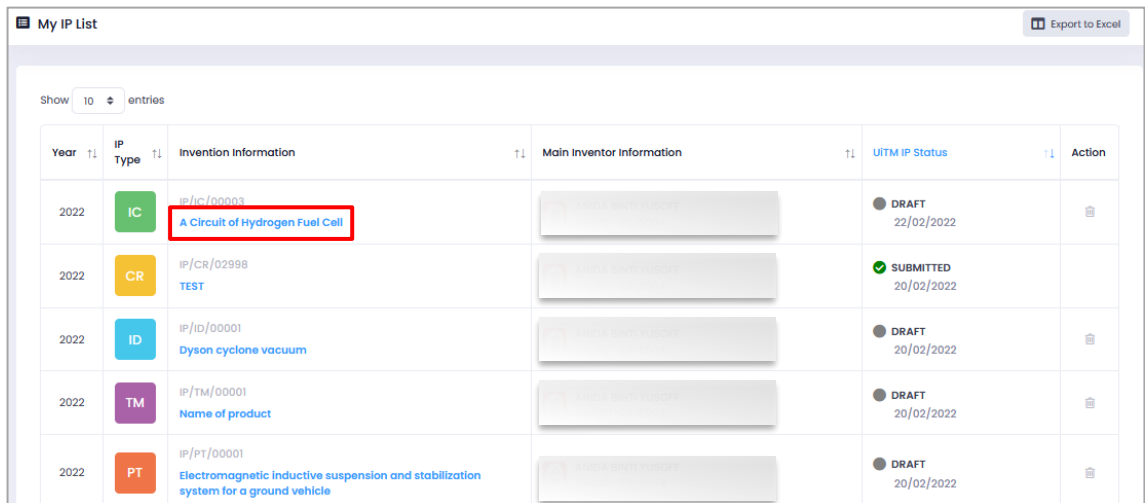 My IP List
Export to Excel
Show 10 entries
Year IP Type Invention Information Main Inventor Information UiTM IP Status Action
2022 IC IP/IC/00003 DRAFT
A Circuit of Hydrogen Fuel Cell 22/02/2022
2022 CR IP/CR/02998 SUBMITTED
TEST 20/02/2022
2022 ID IP/ID/00001 DRAFT
Dyson cyclone vacuum 20/02/2022
2022 TM IP/TM/00001 DRAFT
Name of product 20/02/2022
2022 PT IP/PT/00001 DRAFT
Electromagnetic inductive suspension and stabilization 20/02/2022
system for a ground vehicle